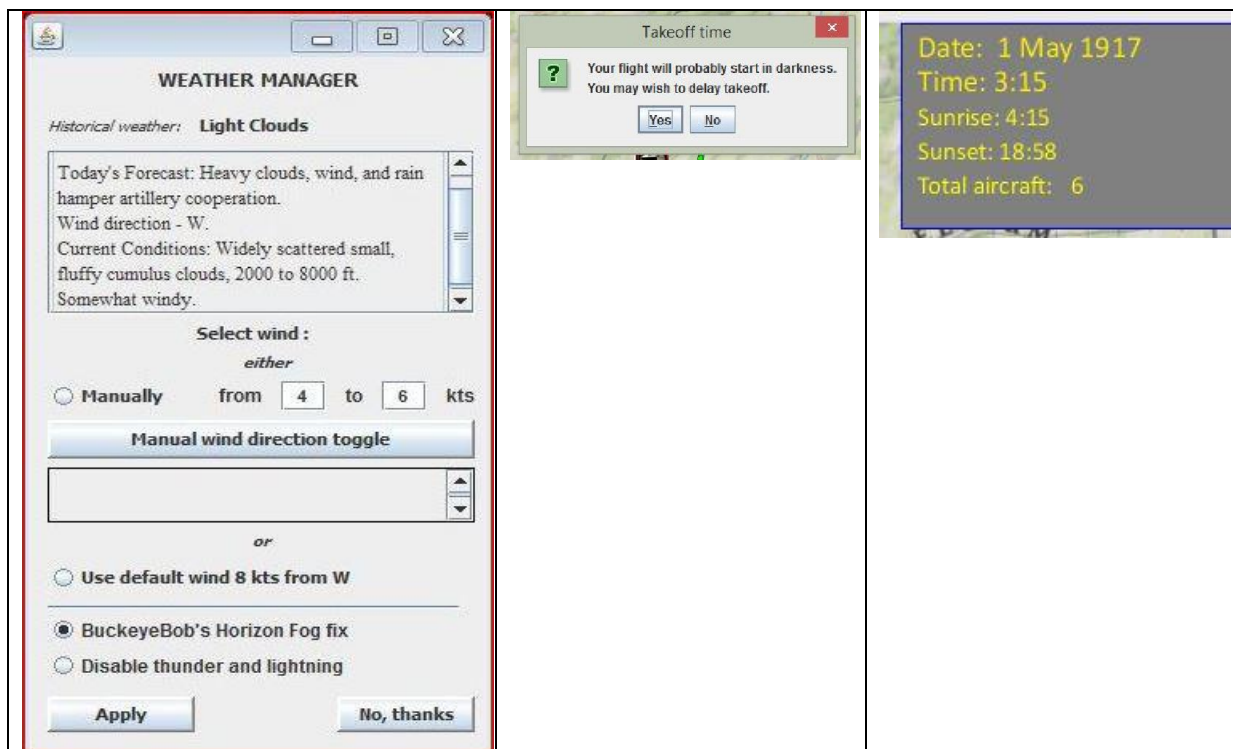 WEATHER MANAGER
Historical weather: Light Clouds
Today's Forecast: Heavy clouds, wind, and rain
hamper artillery cooperation.
Wind direction - W.
Current Conditions: Widely scattered small,
fluffy cumulus clouds, 2000 to 8000 ft.
Somewhat windy.
Select wind :
either
Manually from 4 to 6 kts
Manual wind direction toggle
or
Use default wind 8 kts from W
BuckeyeBob's Horizon Fog fix
Disable thunder and lightning
Apply No, thanks
Takeoff time
Your flight will probably start in darkness.
You may wish to delay takeoff.
Yes No
Date: 1 May 1917
Time: 3:15
Sunrise: 4:15
Sunset: 18:58
Total aircraft: 6